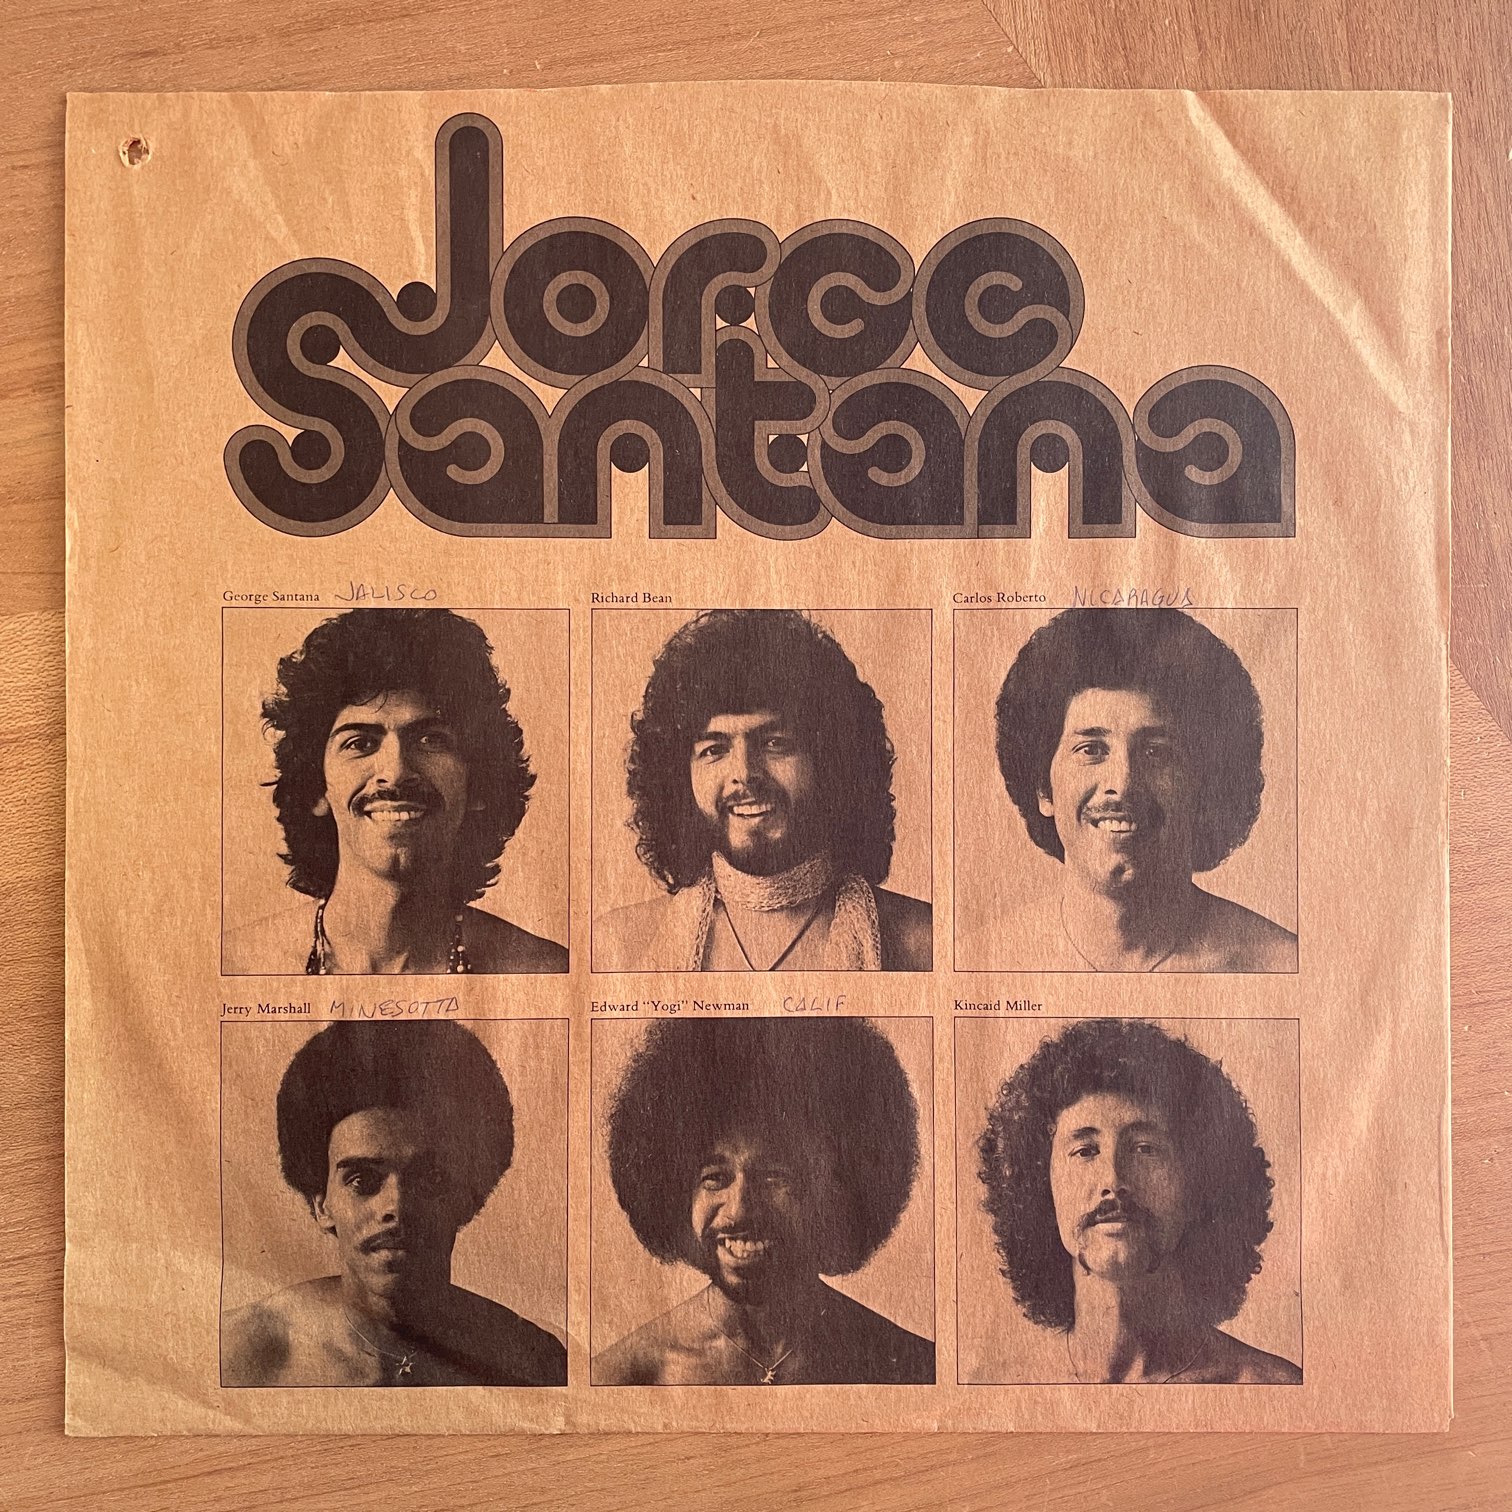 Jorge
Santana
George Santana JALISCO
Richard Bean
Carlos Roberto NICARAGUA
Jerry Marshall MINESOTTA
Edward “Yogi” Newman CALIF
Kincaid Miller